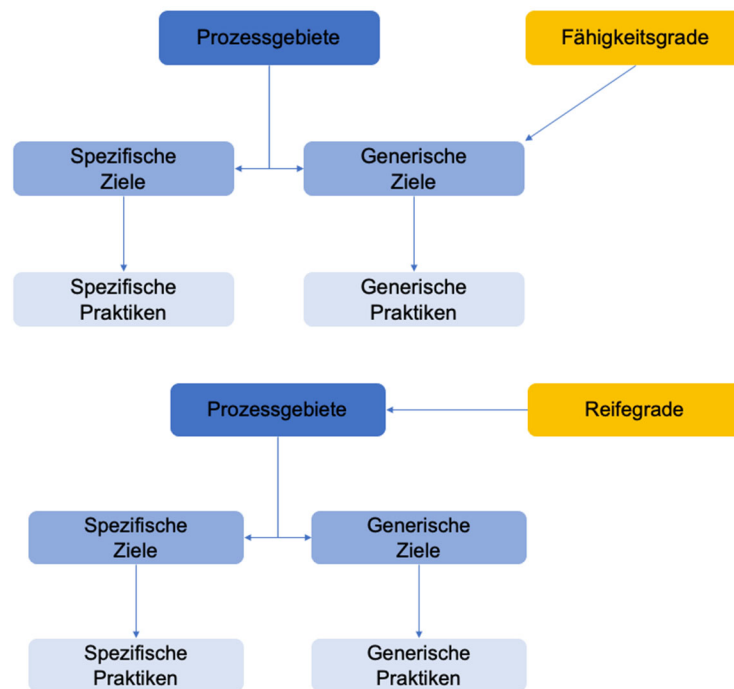 Prozessgebiete
Fähigkeitsgrade
Spezifische
Ziele
Generische
Ziele
Spezifische
Praktiken
Generische
Praktiken
Prozessgebiete
Reifegrade
Spezifische
Ziele
Generische
Ziele
Spezifische
Praktiken
Generische
Praktiken